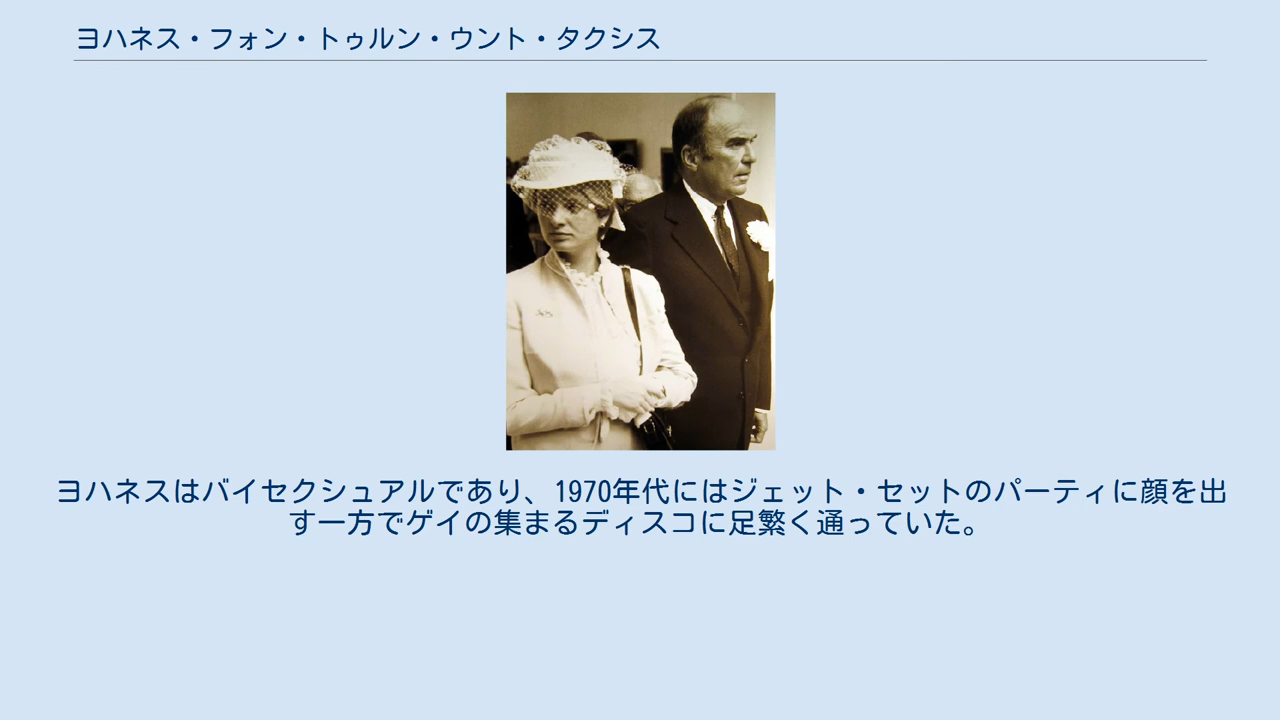 ヨハネス・フォン・トゥルン・ウント・タクシス
ヨハネスはバイセクシュアルであり、1970年代にはジェット・セットのパーティに顔を出
す一方でゲイの集まるディスコに足繁く通っていた。